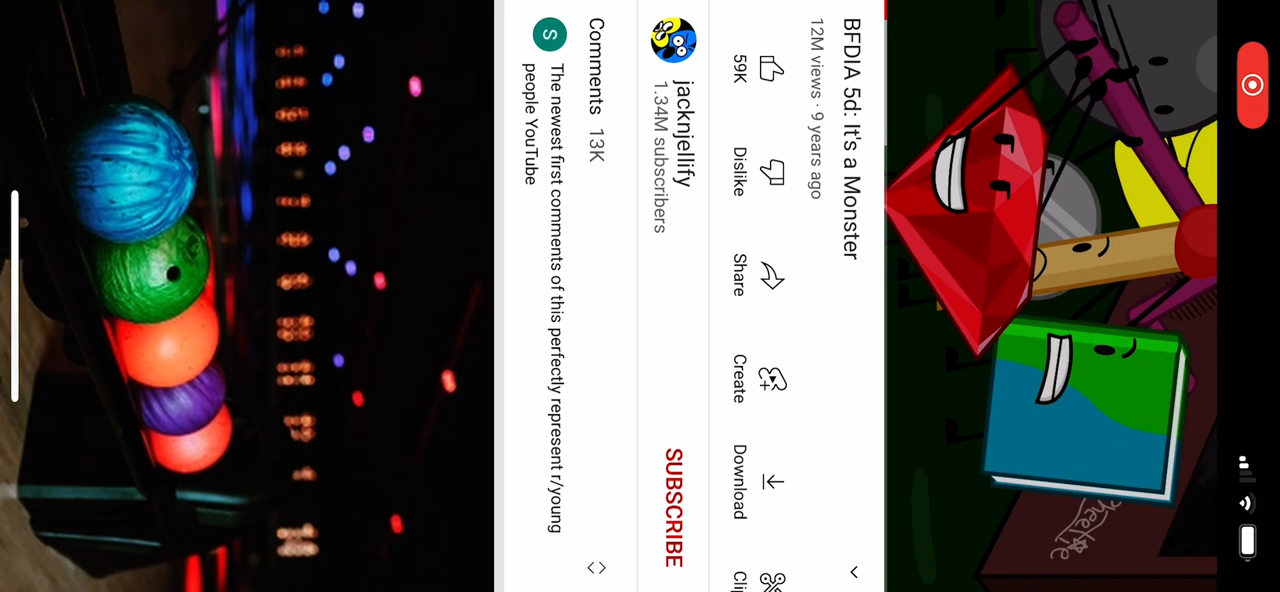 BFDIA 5d: It's a Monster
12M views · 9 years ago
59K
Dislike
Share
Create
Download
Clip
jacknjellify
1.34M subscribers
SUBSCRIBE
Comments 13K
S
The newest first comments of this perfectly represent r/young
people YouTube